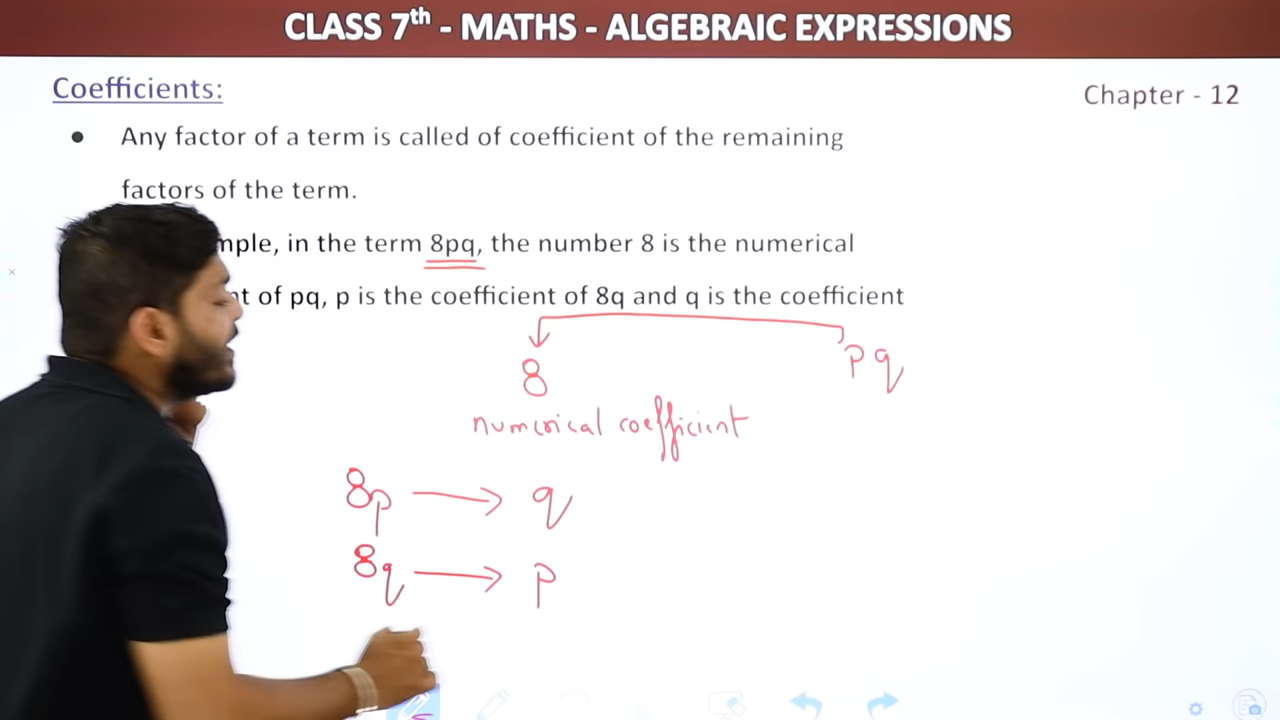 CLASS 7th - MATHS - ALGEBRAIC EXPRESSIONS
Coefficients:
Chapter - 12
Any factor of a term is called of coefficient of the remaining
factors of the term.
in the term 8pq, the number 8 is the numerical
of pq, p is the coefficient of 8q and q is the coefficient
8 pq
numerical coefficient
8p → q
8q → p